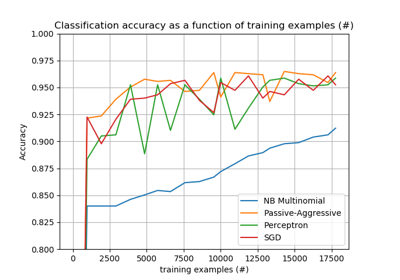 Classification accuracy as a function of training examples (#)
1.000
0.975
0.950
0.925
0.900
0.875
0.850
0.825
0.800
Accuracy
NB Multinomial
Passive-Aggressive
Perceptron
SGD
0 2500 5000 7500 10000 12500 15000 17500
training examples (#)